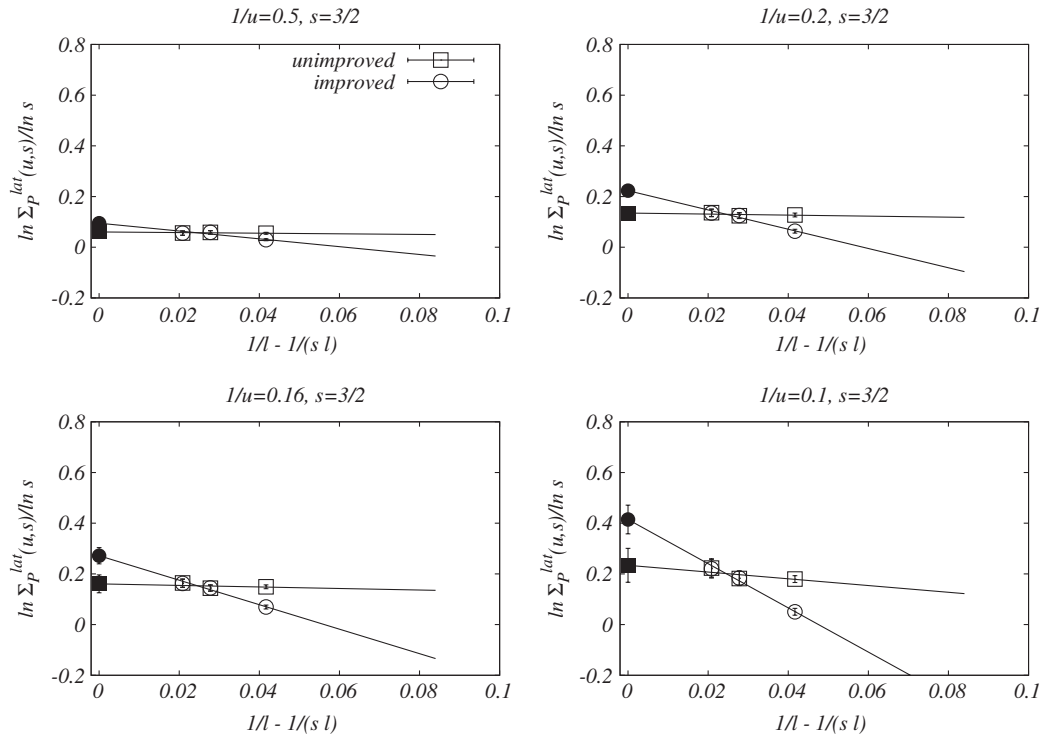 1/u=0.5, s=3/2
0.8
0.6
0.4
0.2
0
-0.2
ln Σ_P^lat(u,s)/ln s
unimproved
improved
0 0.02 0.04 0.06 0.08 0.1
1/l - 1/(s l)
1/u=0.2, s=3/2
0.8
0.6
0.4
0.2
0
-0.2
ln Σ_P^lat(u,s)/ln s
0 0.02 0.04 0.06 0.08 0.1
1/l - 1/(s l)
1/u=0.16, s=3/2
0.8
0.6
0.4
0.2
0
-0.2
ln Σ_P^lat(u,s)/ln s
0 0.02 0.04 0.06 0.08 0.1
1/l - 1/(s l)
1/u=0.1, s=3/2
0.8
0.6
0.4
0.2
0
-0.2
ln Σ_P^lat(u,s)/ln s
0 0.02 0.04 0.06 0.08 0.1
1/l - 1/(s l)